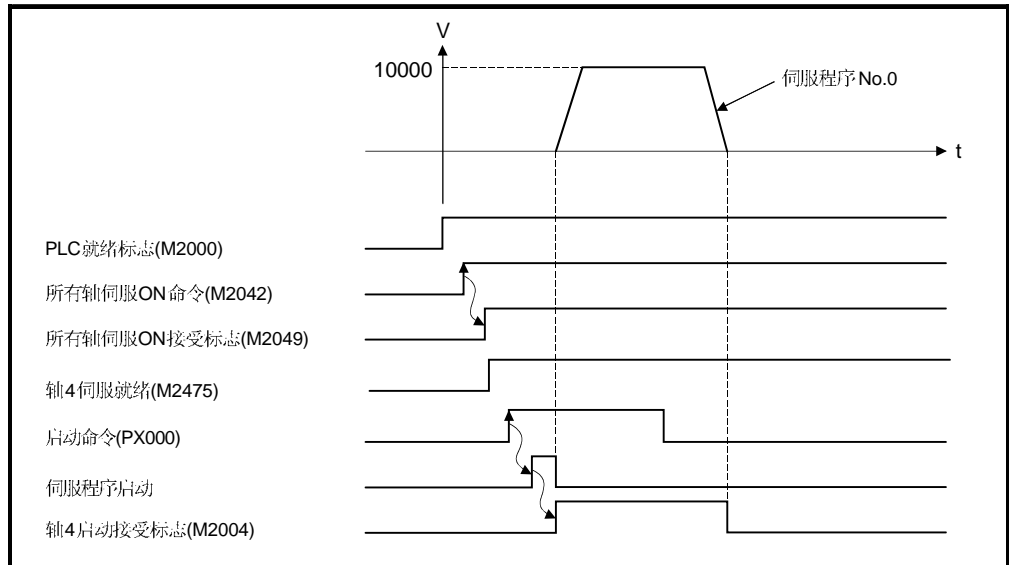 V
10000
伺服程序No.0
t
PLC就绪标志(M2000)
所有轴伺服ON命令(M2042)
所有轴伺服ON接受标志(M2049)
轴4伺服就绪(M2475)
启动命令(PX000)
伺服程序启动
轴4启动接受标志(M2004)